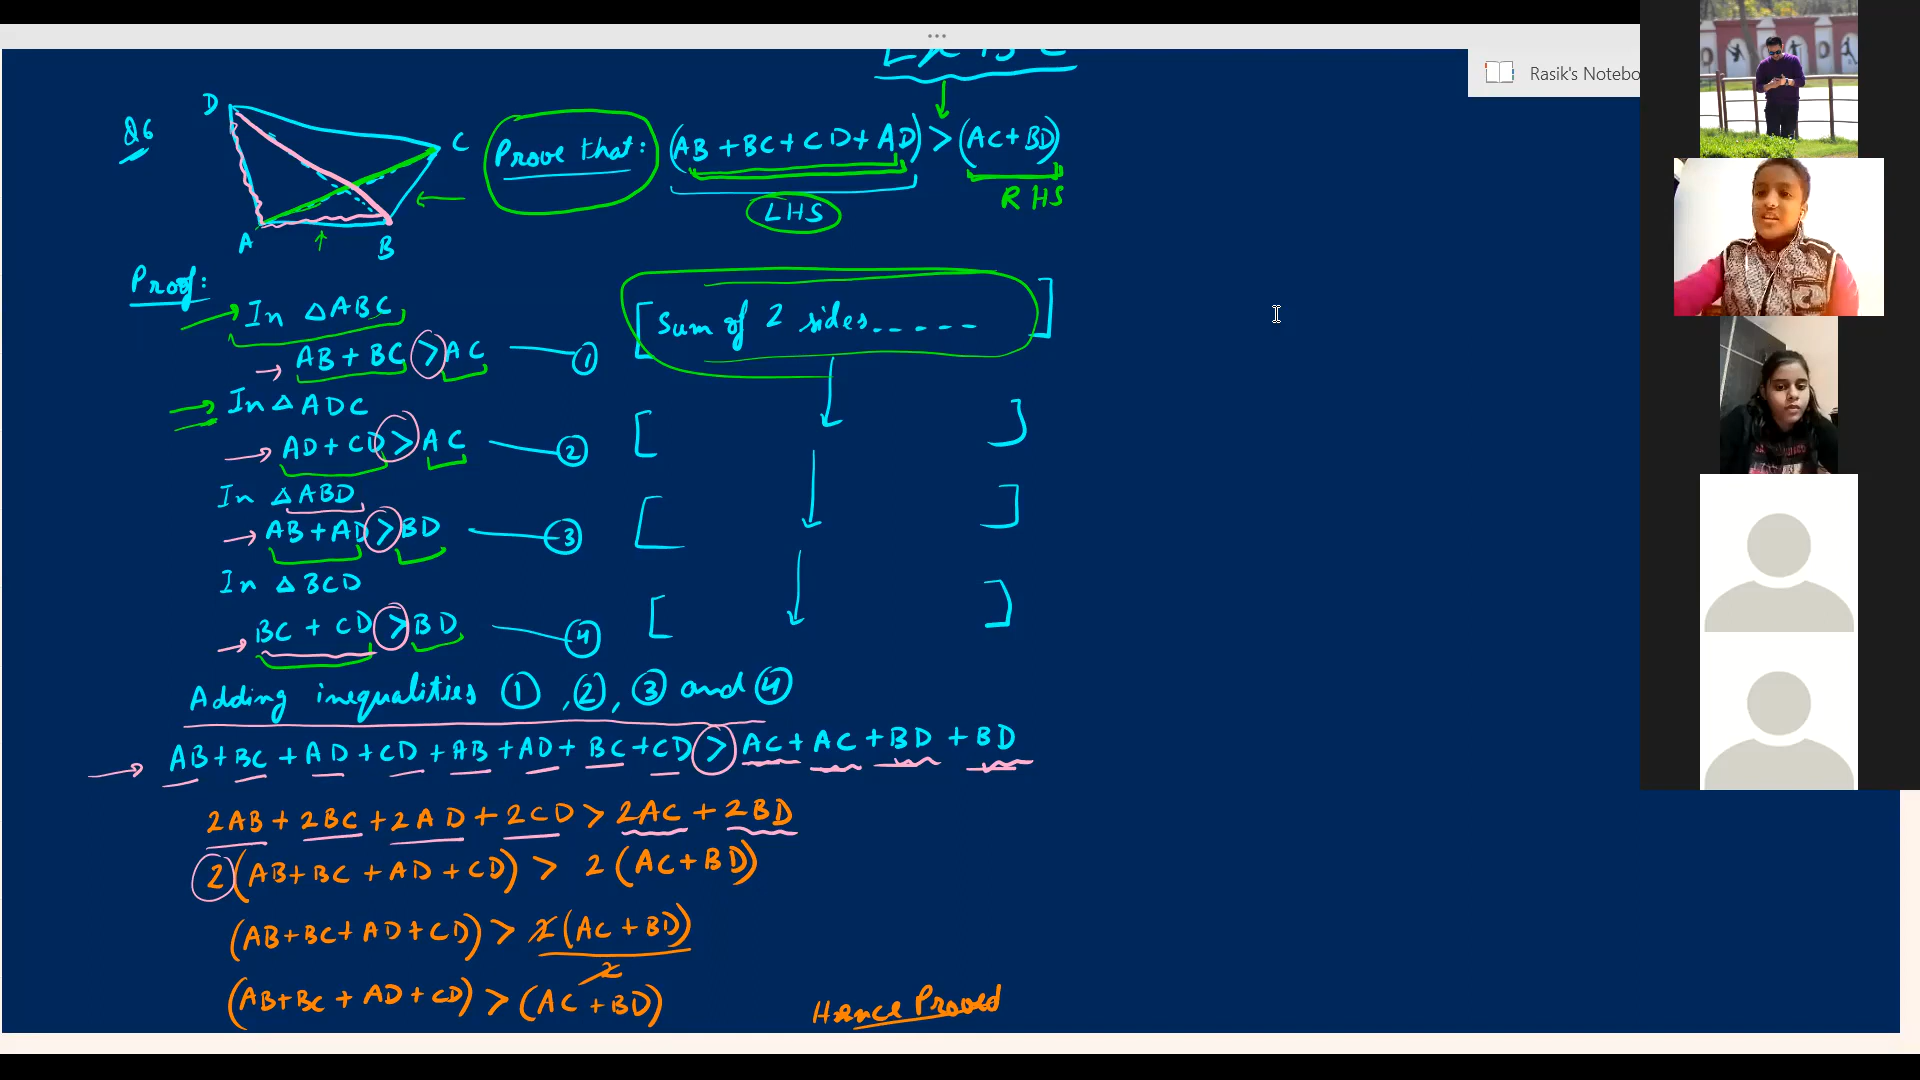 Rasik's Notebo
Q6
D
C
A
B
Prove that: (AB + BC + CD + AD) > (AC + BD)
LHS
RHS
Proof:
In △ABC
AB + BC > AC ① [Sum of 2 sides.----]
In △ADC
AD + CD > AC ② [ ]
In △ABD
AB + AD > BD ③ [ ]
In △BCD
BC + CD > BD ④ [ ]
Adding inequalities ①, ②, ③ and ④
AB + BC + AD + CD + AB + AD + BC + CD > AC + AC + BD + BD
2AB + 2BC + 2AD + 2CD > 2AC + 2BD
2(AB + BC + AD + CD) > 2(AC + BD)
(AB + BC + AD + CD) > 2(AC + BD)
2
(AB + BC + AD + CD) > (AC + BD)
Hence Proved